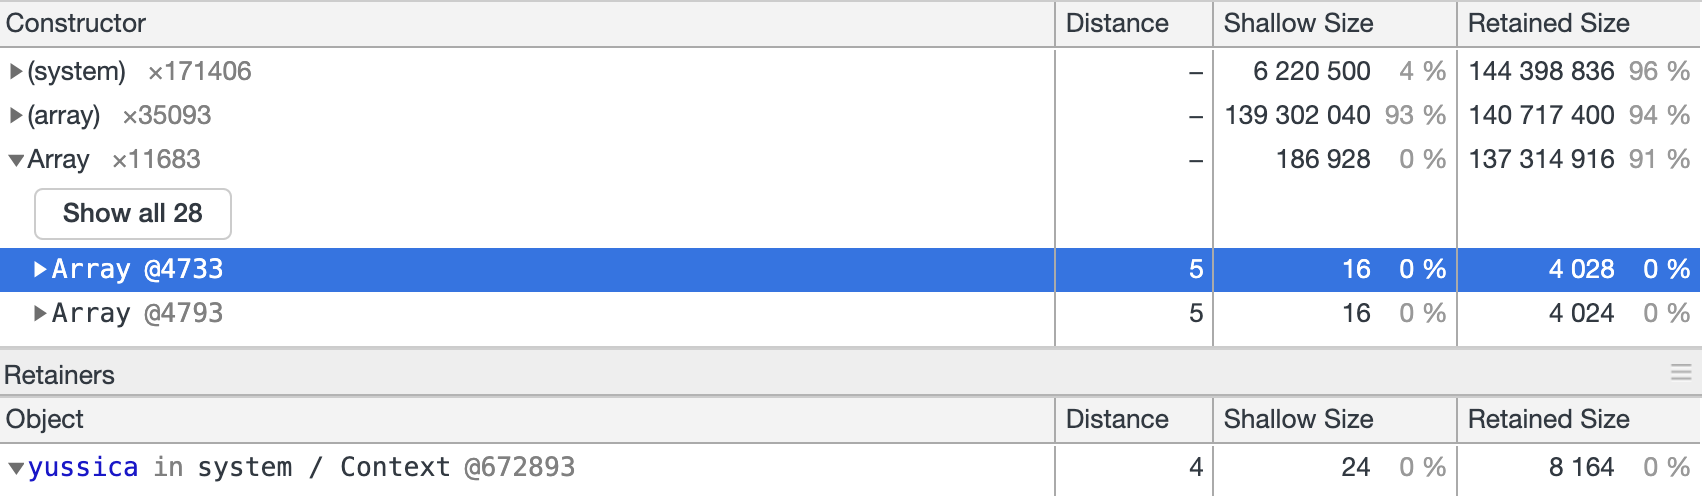 Constructor Distance Shallow Size Retained Size
(system) ×171406 – 6 220 500 4 % 144 398 836 96 %
(array) ×35093 – 139 302 040 93 % 140 717 400 94 %
Array ×11683 – 186 928 0 % 137 314 916 91 %
Show all 28
Array @4733 5 16 0 % 4 028 0 %
Array @4793 5 16 0 % 4 024 0 %
Retainers
Object Distance Shallow Size Retained Size
yussica in system / Context @672893 4 24 0 % 8 164 0 %